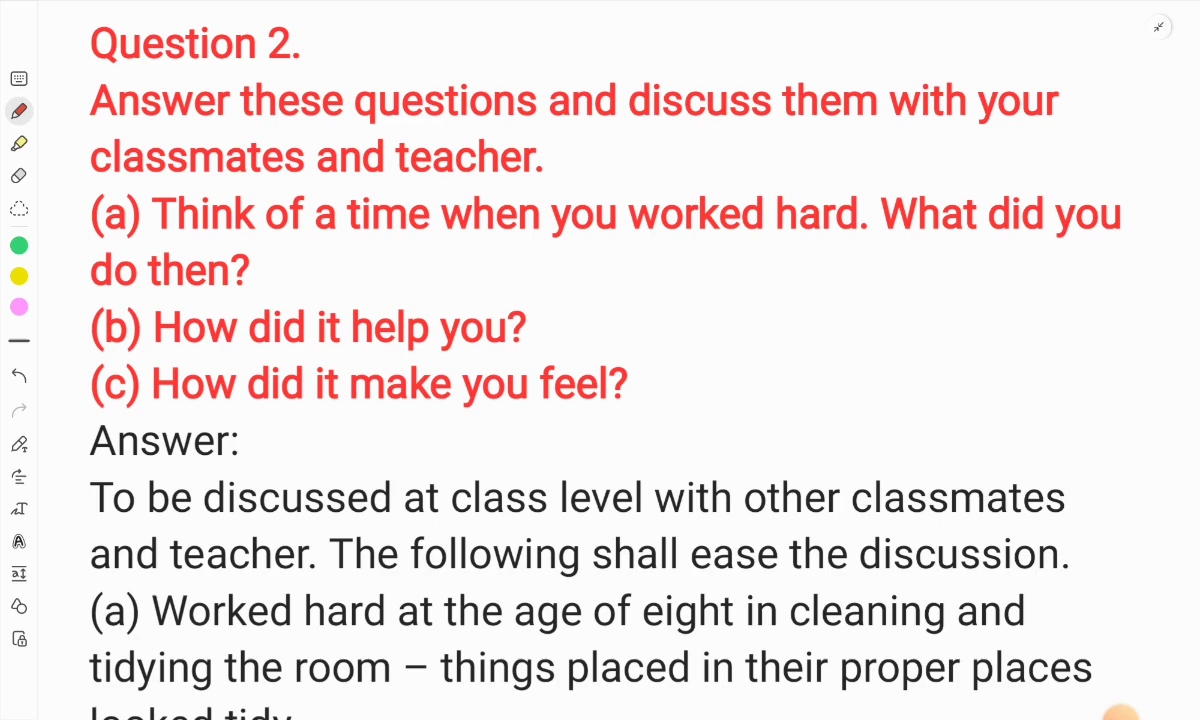 Question 2.
Answer these questions and discuss them with your
classmates and teacher.
(a) Think of a time when you worked hard. What did you
do then?
(b) How did it help you?
(c) How did it make you feel?
Answer:
To be discussed at class level with other classmates
and teacher. The following shall ease the discussion.
(a) Worked hard at the age of eight in cleaning and
tidying the room – things placed in their proper places
looked tidy.